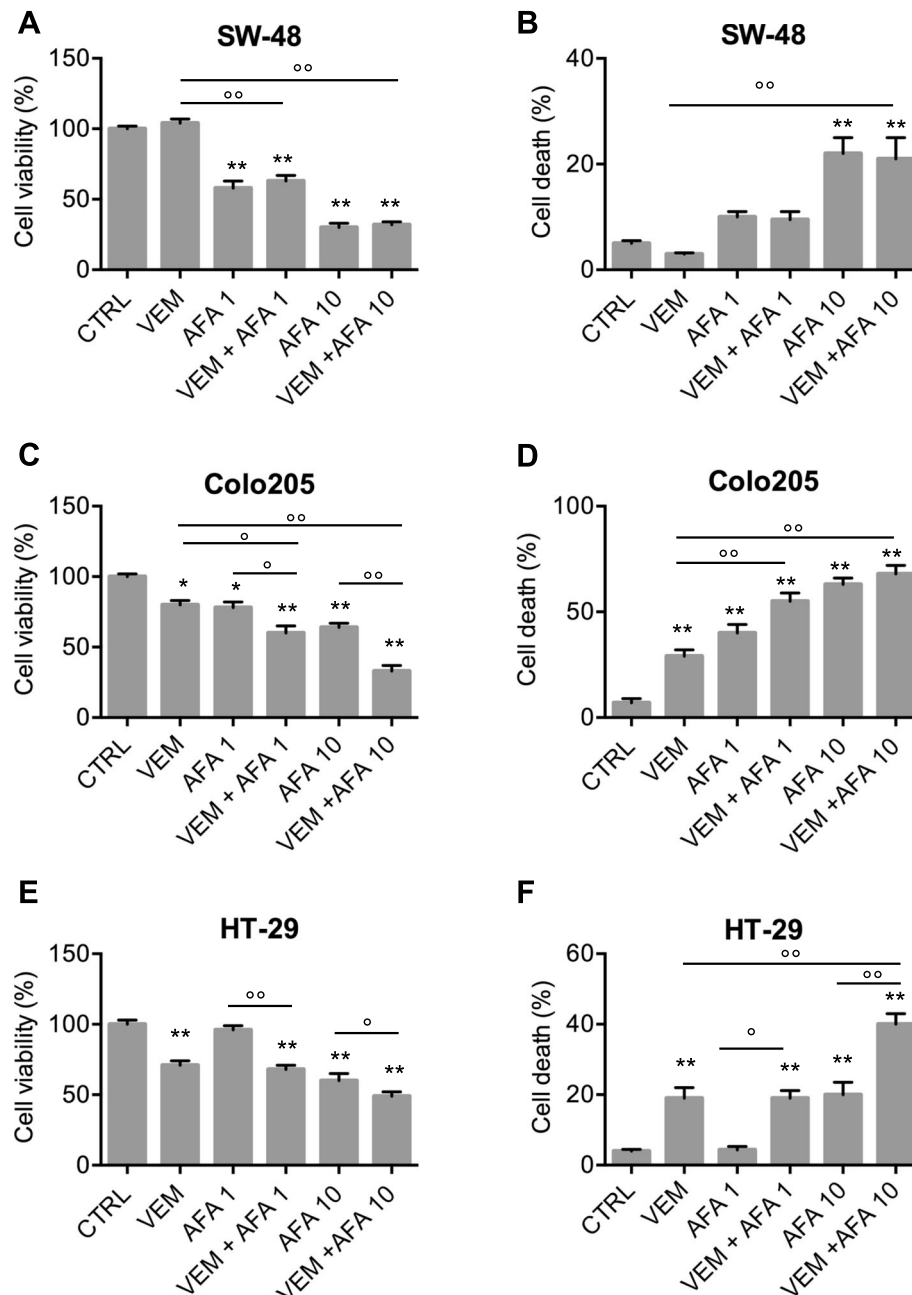 A
SW-48
Cell viability (%)
150
100
50
0
°°
°°
**
**
**
**
CTRL
VEM
AFA 1
VEM + AFA 1
AFA 10
VEM +AFA 10
B
SW-48
Cell death (%)
40
20
0
°°
**
**
CTRL
VEM
AFA 1
VEM + AFA 1
AFA 10
VEM +AFA 10
C
Colo205
Cell viability (%)
150
100
50
0
°°
°
°
°°
*
*
**
**
**
CTRL
VEM
AFA 1
VEM + AFA 1
AFA 10
VEM +AFA 10
D
Colo205
Cell death (%)
100
50
0
°°
°°
**
**
**
**
**
CTRL
VEM
AFA 1
VEM + AFA 1
AFA 10
VEM +AFA 10
E
HT-29
Cell viability (%)
150
100
50
0
°°
°
**
**
**
**
CTRL
VEM
AFA 1
VEM + AFA 1
AFA 10
VEM +AFA 10
F
HT-29
Cell death (%)
60
40
20
0
°°
°°
°
**
**
**
**
CTRL
VEM
AFA 1
VEM + AFA 1
AFA 10
VEM +AFA 10